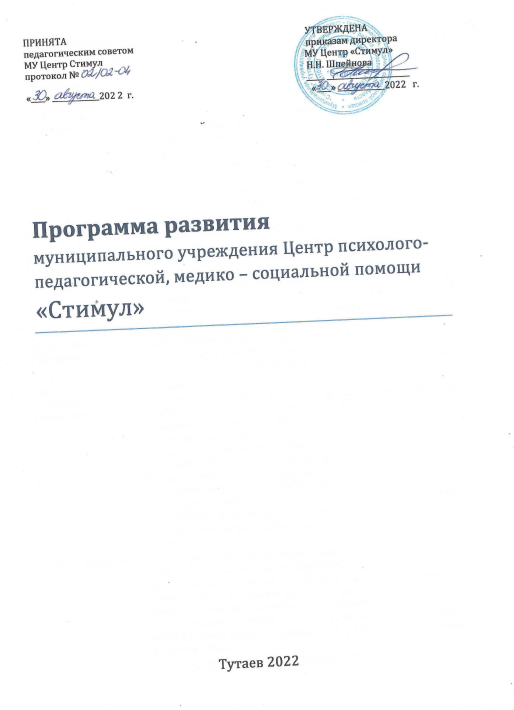 ПРИНЯТА
педагогическим советом
МУ Центр Стимул
протокол № 02/02-04
«30» августа 2022 г.
УТВЕРЖДЕНА
приказам директора
МУ Центр «Стимул»
Н.Н. Шпейнова
«30» августа 2022 г.
Программа развития
муниципального учреждения Центр психолого-
педагогической, медико – социальной помощи
«Стимул»
Тутаев 2022